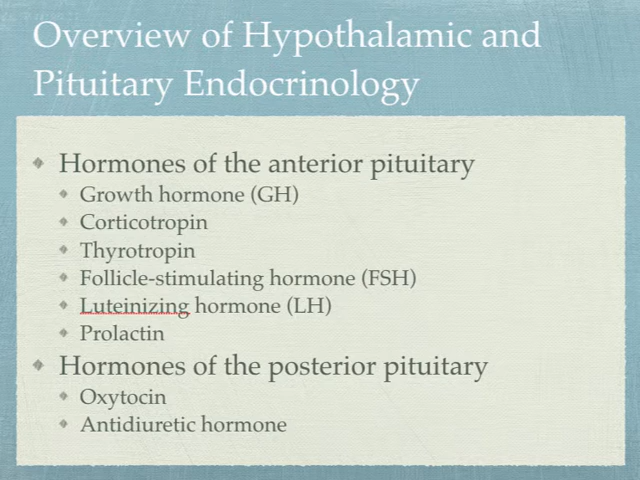 Overview of Hypothalamic and
Pituitary Endocrinology
Hormones of the anterior pituitary
Growth hormone (GH)
Corticotropin
Thyrotropin
Follicle-stimulating hormone (FSH)
Luteinizing hormone (LH)
Prolactin
Hormones of the posterior pituitary
Oxytocin
Antidiuretic hormone